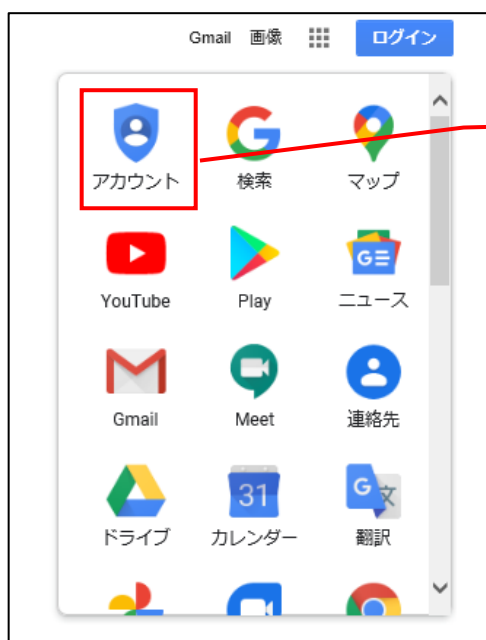 Gmail 画像 ログイン
アカウント 検索 マップ
YouTube Play ニュース
Gmail Meet 連絡先
31 G 文
ドライブ カレンダー 翻訳